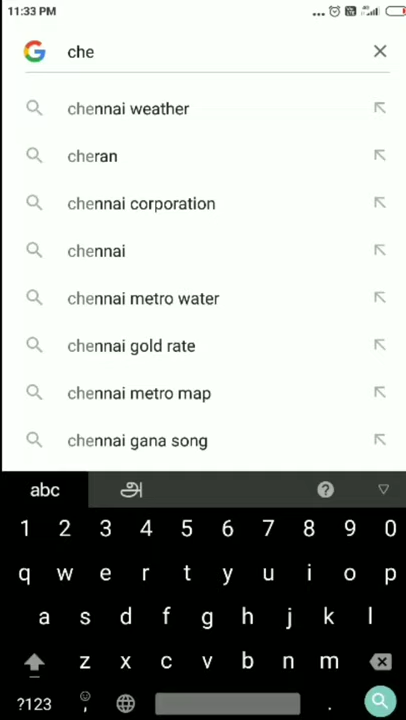 11:33 PM
che
chennai weather
cheran
chennai corporation
chennai
chennai metro water
chennai gold rate
chennai metro map
chennai gana song
abc அ
1 2 3 4 5 6 7 8 9 0
q w e r t y u i o p
a s d f g h j k l
z x c v b n m
?123 , .